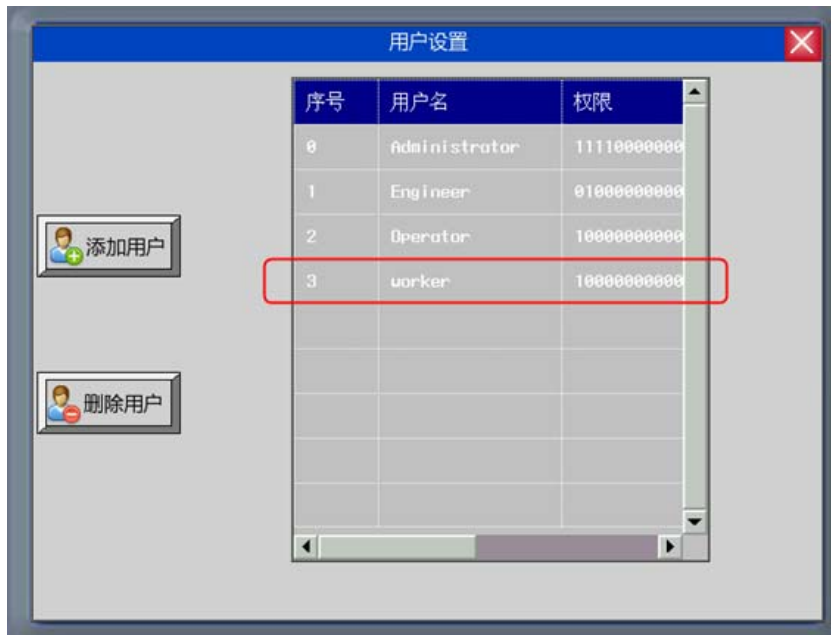 用户设置
序号 用户名 权限
0 Administrator 11110000000
1 Engineer 01000000000
2 Operator 10000000000
3 worker 10000000000
添加用户
删除用户